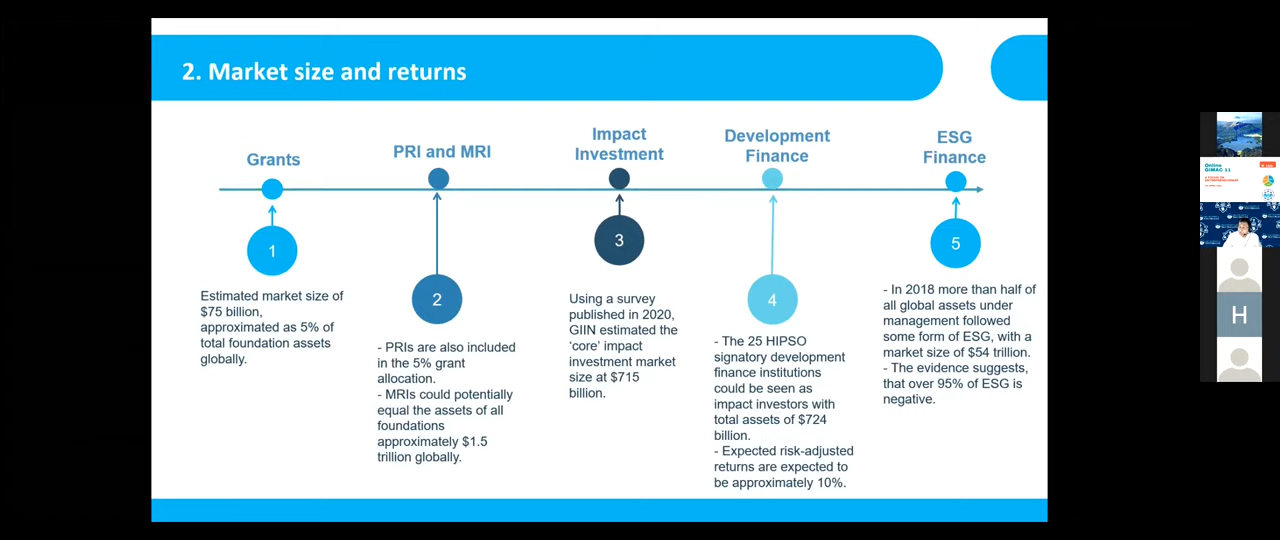 2. Market size and returns
Grants
PRI and MRI
Impact
Investment
Development
Finance
ESG
Finance
1
2
3
4
5
Estimated market size of
$75 billion,
approximated as 5% of
total foundation assets
globally.
- PRIs are also included
in the 5% grant
allocation.
- MRIs could potentially
equal the assets of all
foundations
approximately $1.5
trillion globally.
Using a survey
published in 2020,
GIIN estimated the
‘core’ impact
investment market
size at $715
billion.
- The 25 HIPSO
signatory development
finance institutions
could be seen as
impact investors with
total assets of $724
billion.
- Expected risk-adjusted
returns are expected to
be approximately 10%.
- In 2018 more than half of
all global assets under
management followed
some form of ESG, with a
market size of $54 trillion.
- The evidence suggests,
that over 95% of ESG is
negative.
Online
GIMAC 11
H